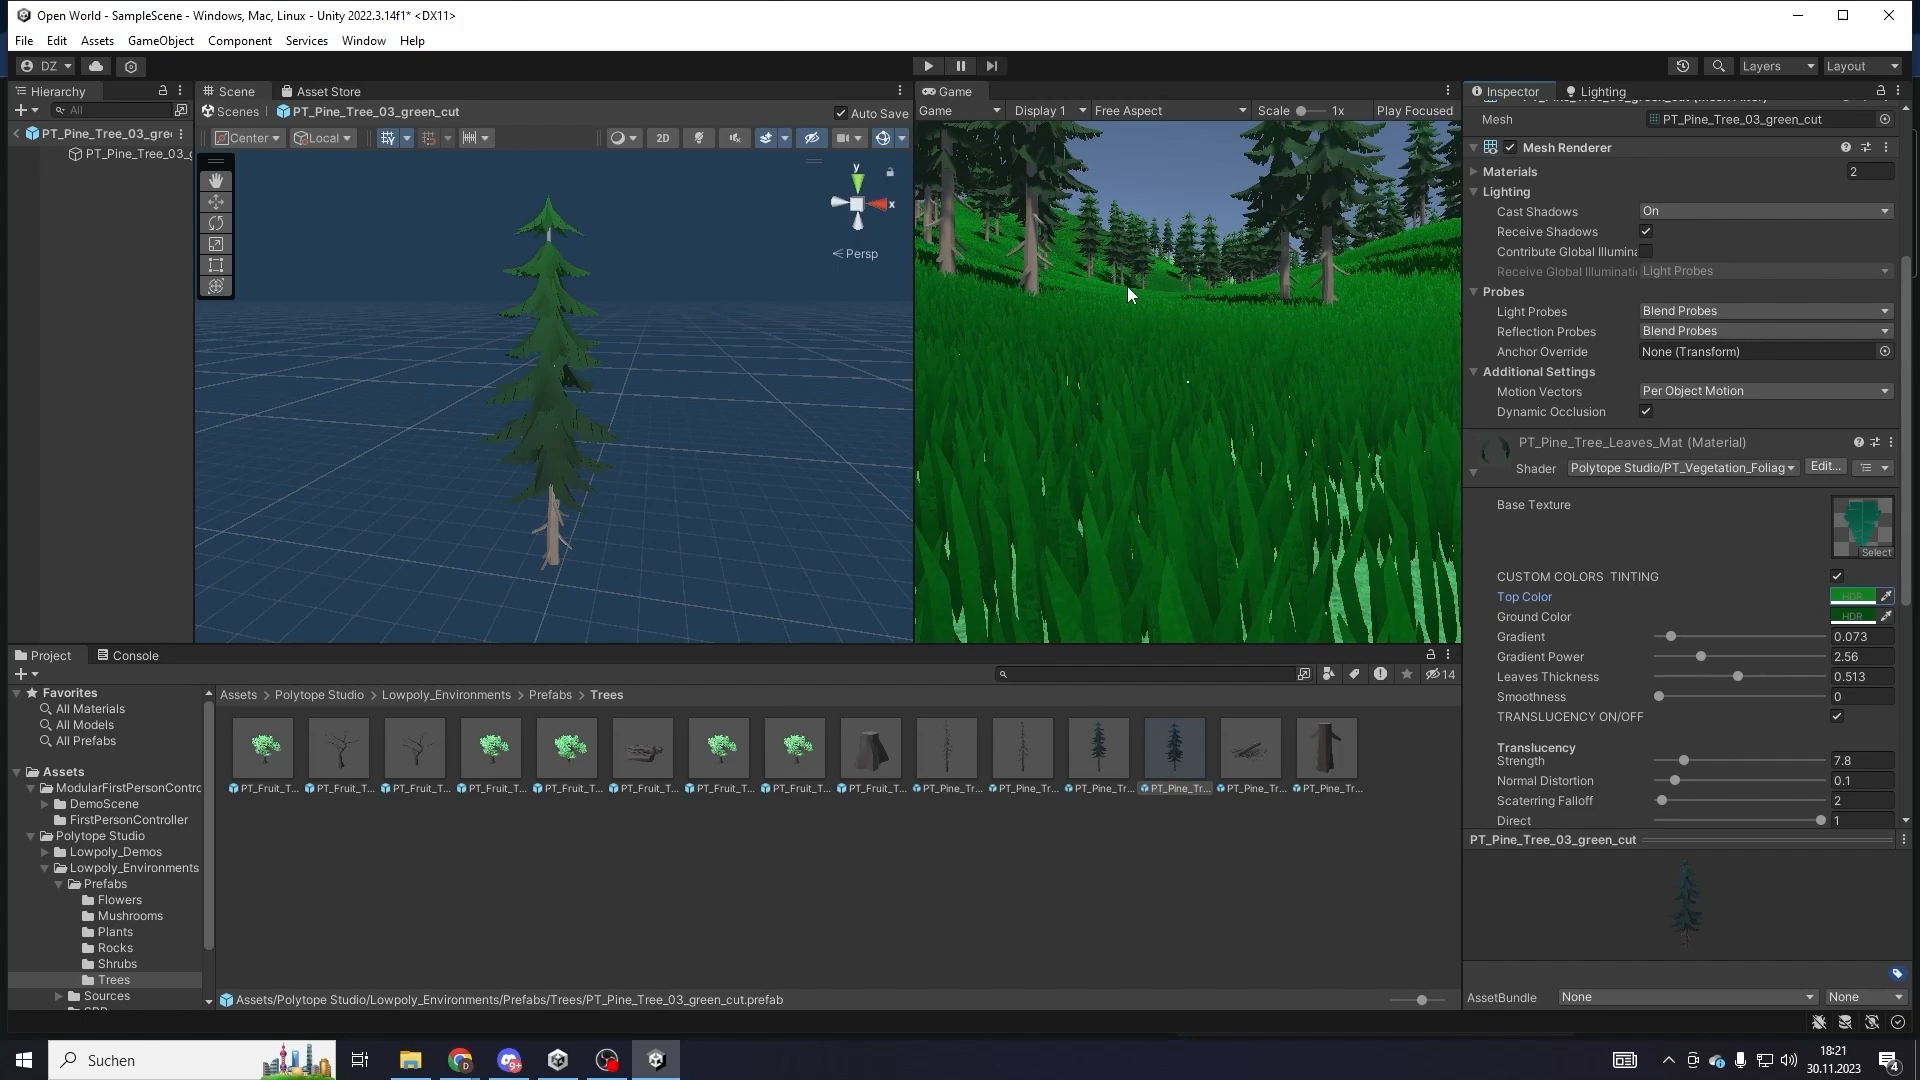 Open World - SampleScene - Windows, Mac, Linux - Unity 2022.3.14f1* <DX11>
File Edit Assets GameObject Component Services Window Help
DZ
Layers
Layout
Hierarchy
All
PT_Pine_Tree_03_gree
PT_Pine_Tree_03_g
Scene
Asset Store
Scenes
PT_Pine_Tree_03_green_cut
Auto Save
Center
Local
2D
y
x
Persp
Game
Game
Display 1
Free Aspect
Scale
1x
Play Focused
Inspector
Lighting
Mesh
PT_Pine_Tree_03_green_cut
Mesh Renderer
Materials
2
Lighting
Cast Shadows
On
Receive Shadows
Contribute Global Illumina
Receive Global Illuminati
Light Probes
Probes
Light Probes
Blend Probes
Reflection Probes
Blend Probes
Anchor Override
None (Transform)
Additional Settings
Motion Vectors
Per Object Motion
Dynamic Occlusion
PT_Pine_Tree_Leaves_Mat (Material)
Shader
Polytope Studio/PT_Vegetation_Foliag
Edit...
Base Texture
Select
CUSTOM COLORS TINTING
Top Color
HDR
Ground Color
HDR
Gradient
0.073
Gradient Power
2.56
Leaves Thickness
0.513
Smoothness
0
TRANSLUCENCY ON/OFF
Translucency
Strength
7.8
Normal Distortion
0.1
Scaterring Falloff
2
Direct
1
PT_Pine_Tree_03_green_cut
AssetBundle
None
None
Project
Console
14
Favorites
All Materials
All Models
All Prefabs
Assets
ModularFirstPersonContro
DemoScene
FirstPersonController
Polytope Studio
Lowpoly_Demos
Lowpoly_Environments
Prefabs
Flowers
Mushrooms
Plants
Rocks
Shrubs
Trees
Sources
Assets > Polytope Studio > Lowpoly_Environments > Prefabs > Trees
PT_Fruit_T... PT_Fruit_T... PT_Fruit_T... PT_Fruit_T... PT_Fruit_T... PT_Fruit_T... PT_Fruit_T... PT_Fruit_T... PT_Fruit_T... PT_Pine_Tr... PT_Pine_Tr... PT_Pine_Tr... PT_Pine_Tr... PT_Pine_Tr... PT_Pine_Tr...
Assets/Polytope Studio/Lowpoly_Environments/Prefabs/Trees/PT_Pine_Tree_03_green_cut.prefab
Suchen
D
9+
18:21
30.11.2023
4